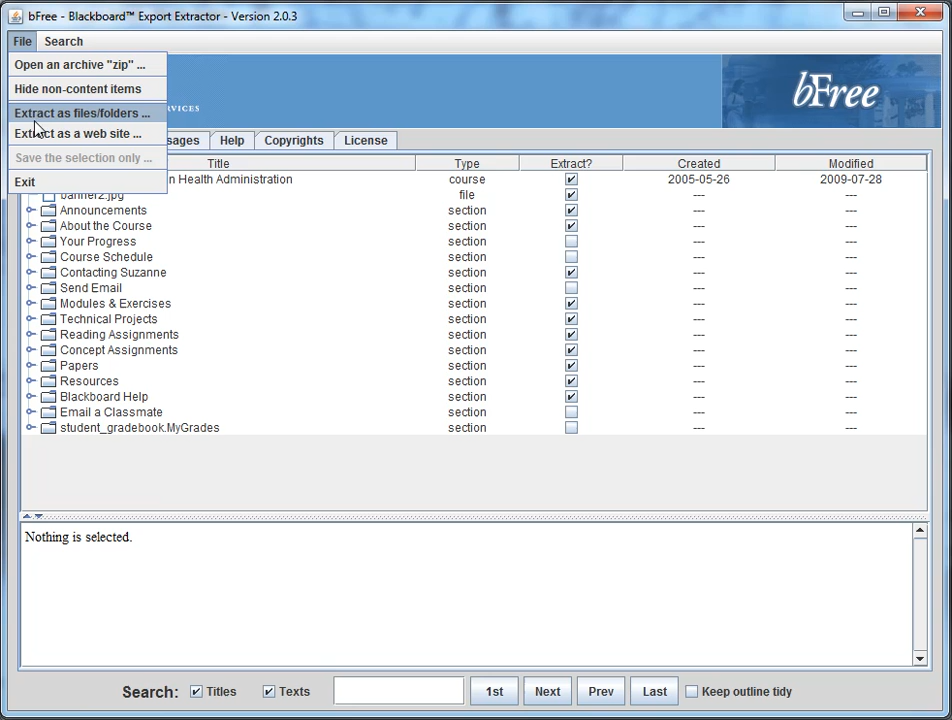 bFree - Blackboard™ Export Extractor - Version 2.0.3
File Search
Open an archive "zip" ...
Hide non-content items
Extract as files/folders ...
Extract as a web site ...
Save the selection only ...
Exit
bFree
RVICES
sages Help Copyrights License
Title Type Extract? Created Modified
n Health Administration course 2005-05-26 2009-07-28
banner2.jpg file --- ---
Announcements section --- ---
About the Course section --- ---
Your Progress section --- ---
Course Schedule section --- ---
Contacting Suzanne section --- ---
Send Email section --- ---
Modules & Exercises section --- ---
Technical Projects section --- ---
Reading Assignments section --- ---
Concept Assignments section --- ---
Papers section --- ---
Resources section --- ---
Blackboard Help section --- ---
Email a Classmate section --- ---
student_gradebook.MyGrades section --- ---
Nothing is selected.
Search: Titles Texts 1st Next Prev Last Keep outline tidy